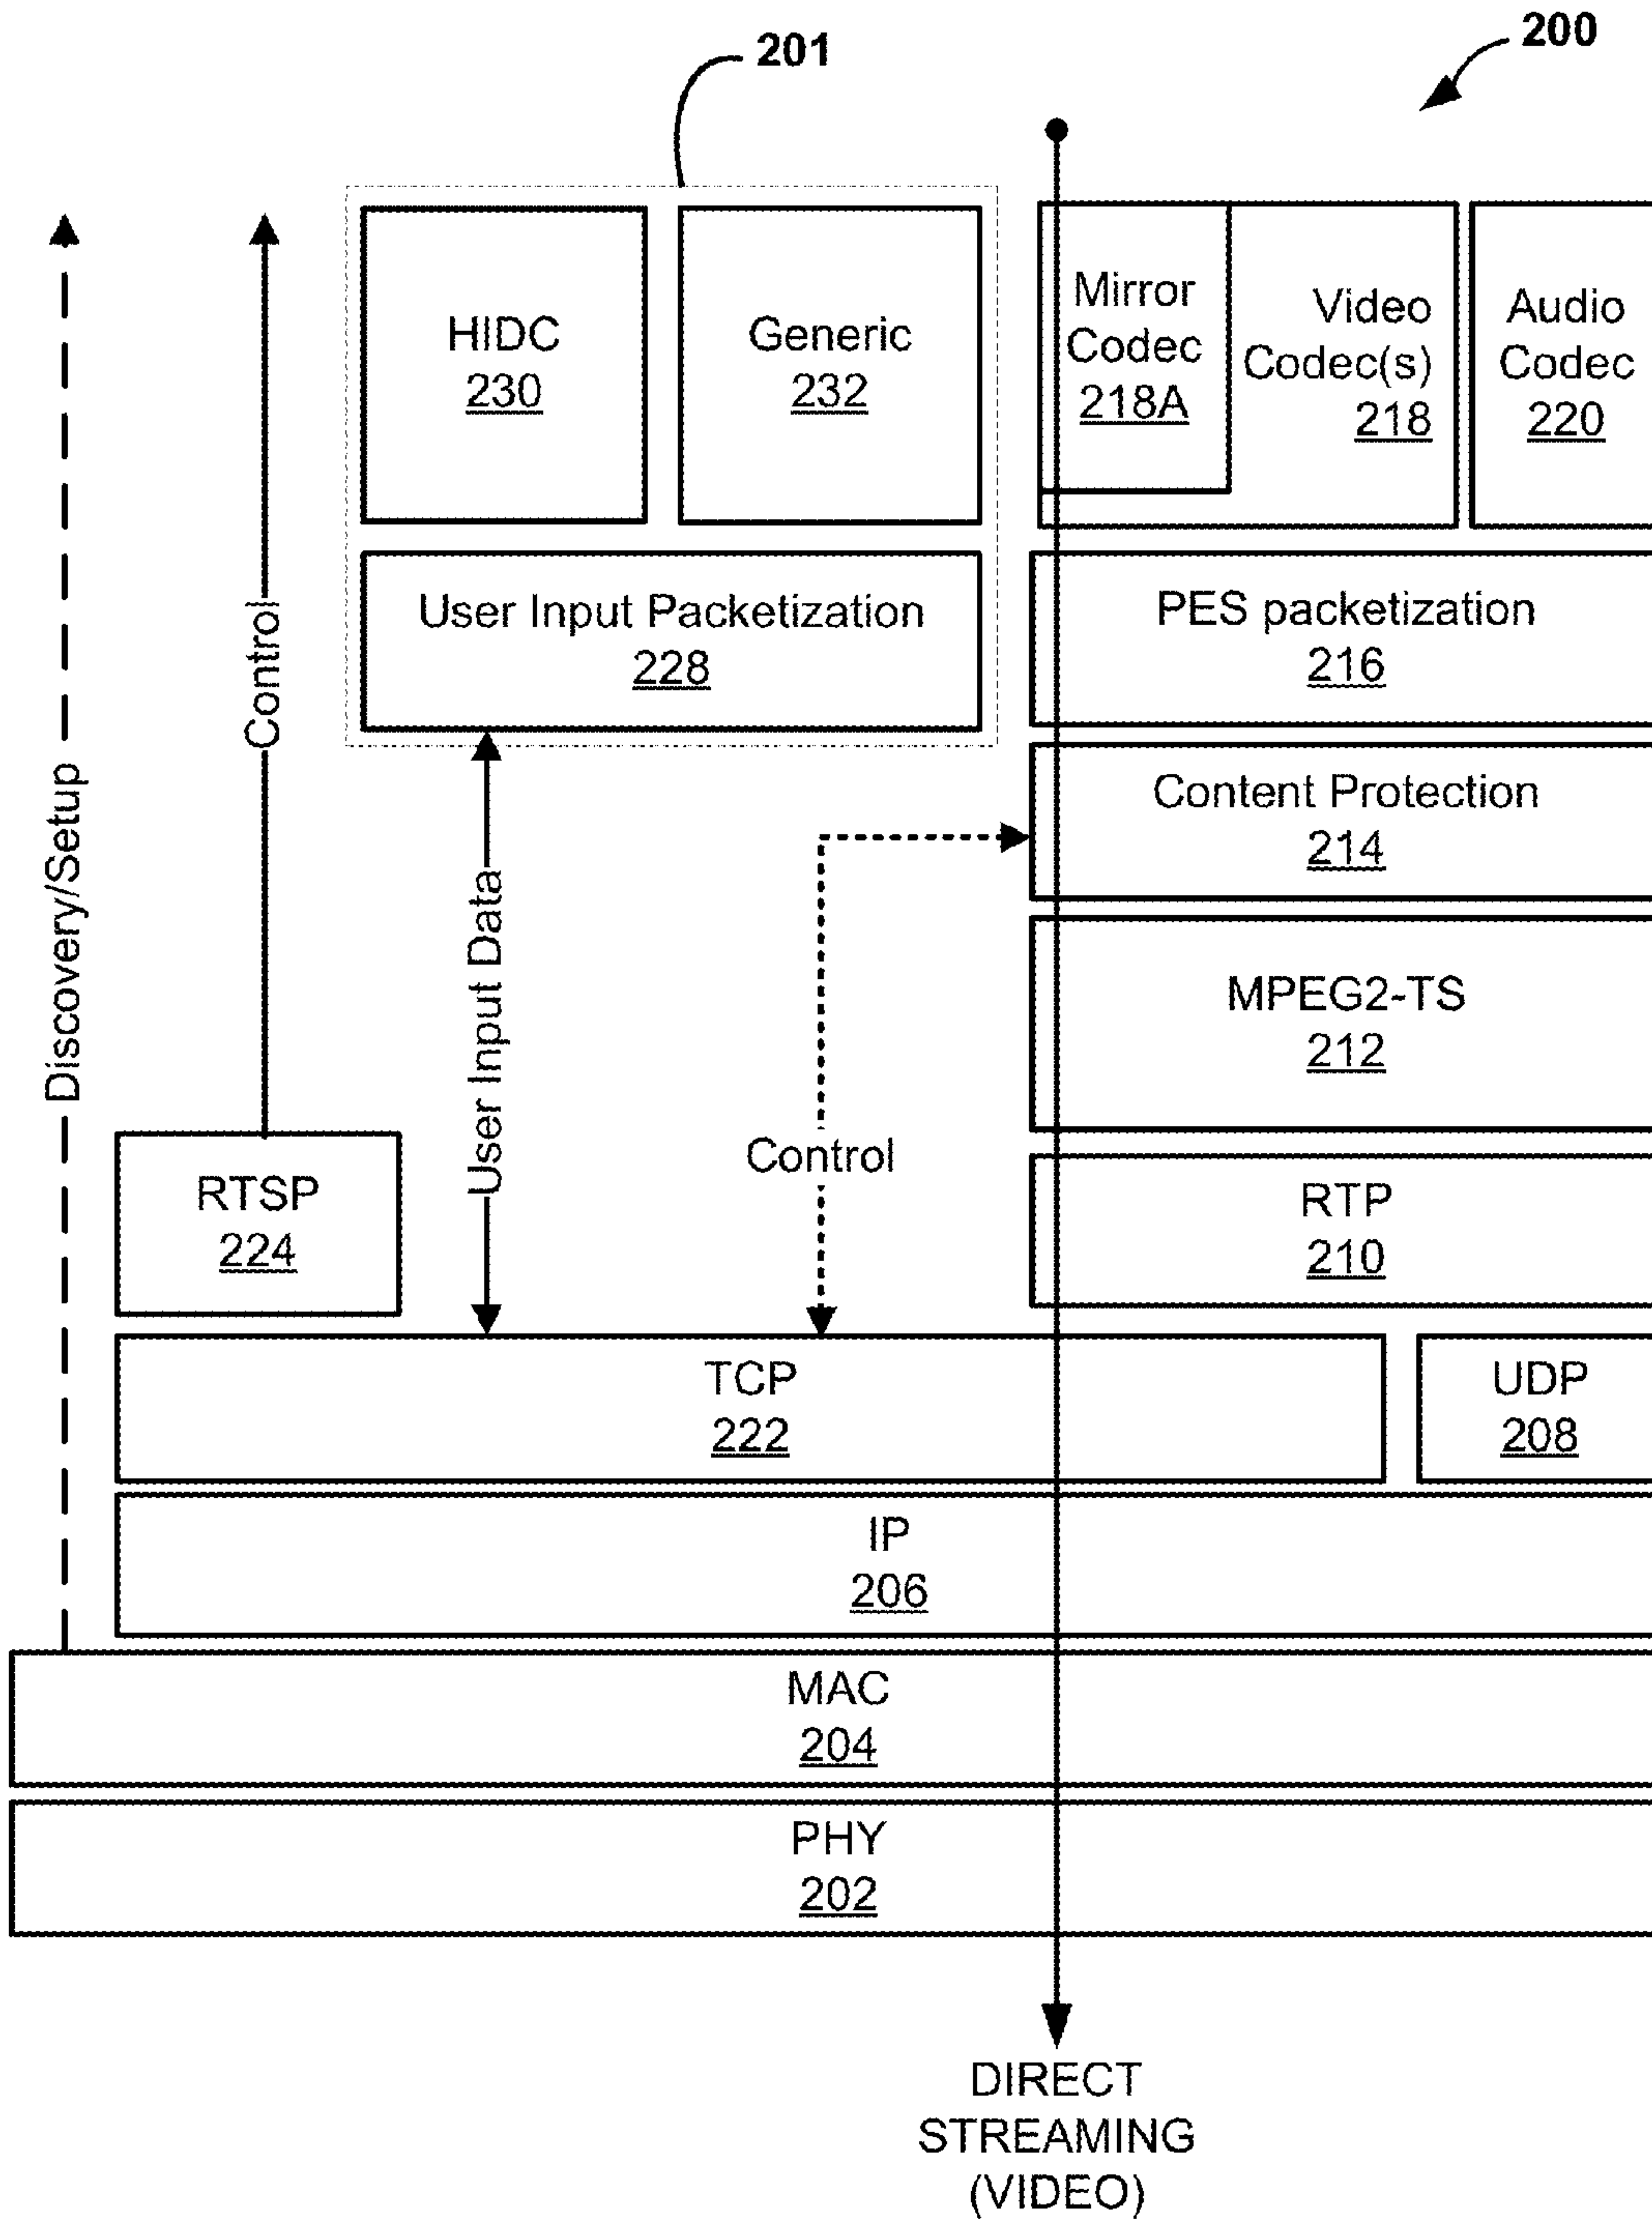 200
201
HIDC
230
Generic
232
Mirror
Codec
218A
Video
Codec(s)
218
Audio
Codec
220
User Input Packetization
228
PES packetization
216
Content Protection
214
MPEG2-TS
212
Discovery/Setup
Control
User Input Data
Control
RTSP
224
RTP
210
TCP
222
UDP
208
IP
206
MAC
204
PHY
202
DIRECT
STREAMING
(VIDEO)